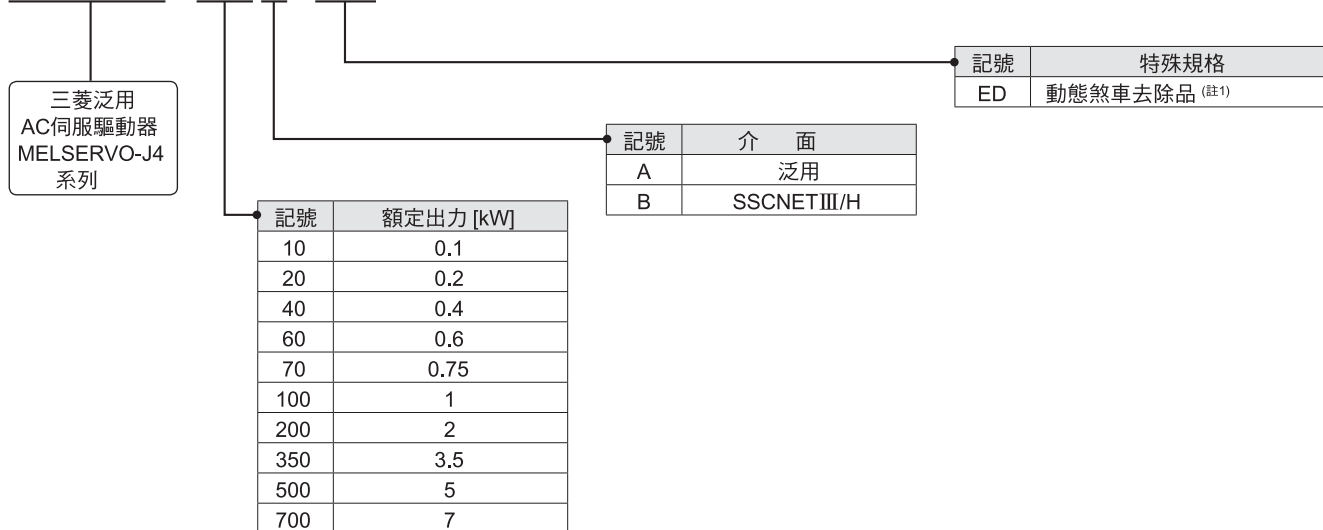 三菱泛用
AC伺服驅動器
MELSERVO-J4
系列
記號 特殊規格
ED 動態煞車去除品 (註1)
記號 介 面
A 泛用
B SSCNETⅢ/H
記號 額定出力 [kW]
10 0.1
20 0.2
40 0.4
60 0.6
70 0.75
100 1
200 2
350 3.5
500 5
700 7